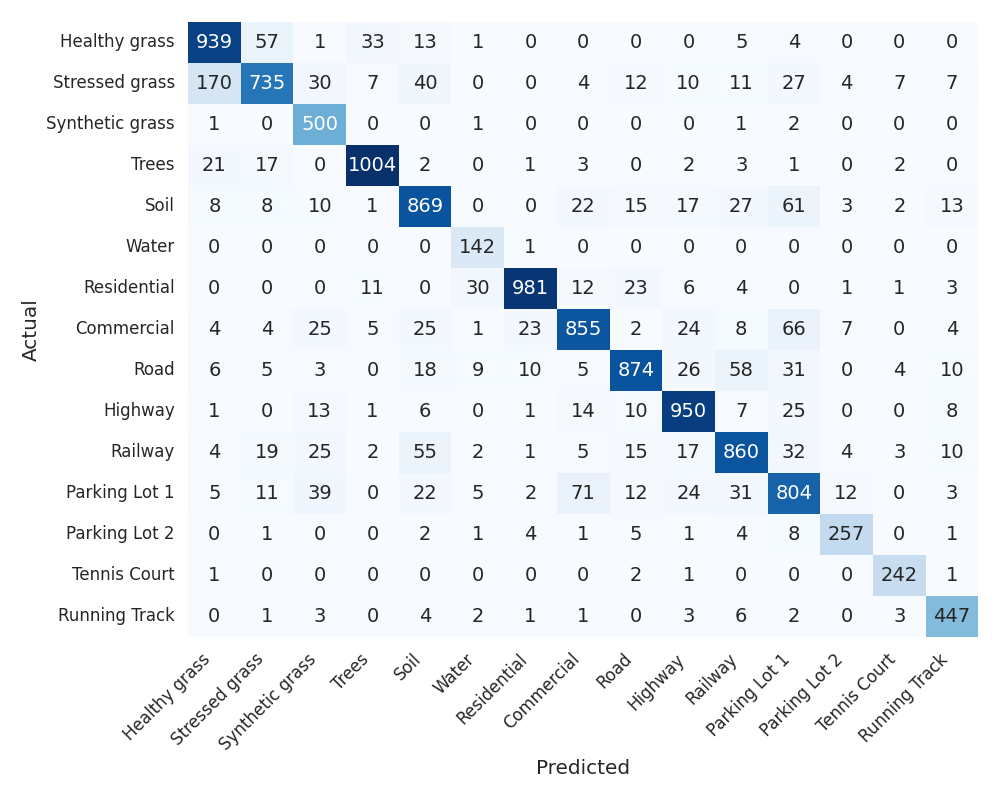 Healthy grass 939 57 1 33 13 1 0 0 0 0 5 4 0 0 0
Stressed grass 170 735 30 7 40 0 0 4 12 10 11 27 4 7 7
Synthetic grass 1 0 500 0 0 1 0 0 0 0 1 2 0 0 0
Trees 21 17 0 1004 2 0 1 3 0 2 3 1 0 2 0
Soil 8 8 10 1 869 0 0 22 15 17 27 61 3 2 13
Water 0 0 0 0 0 142 1 0 0 0 0 0 0 0 0
Residential 0 0 0 11 0 30 981 12 23 6 4 0 1 1 3
Commercial 4 4 25 5 25 1 23 855 2 24 8 66 7 0 4
Road 6 5 3 0 18 9 10 5 874 26 58 31 0 4 10
Highway 1 0 13 1 6 0 1 14 10 950 7 25 0 0 8
Railway 4 19 25 2 55 2 1 5 15 17 860 32 4 3 10
Parking Lot 1 5 11 39 0 22 5 2 71 12 24 31 804 12 0 3
Parking Lot 2 0 1 0 0 2 1 4 1 5 1 4 8 257 0 1
Tennis Court 1 0 0 0 0 0 0 0 2 1 0 0 0 242 1
Running Track 0 1 3 0 4 2 1 1 0 3 6 2 0 3 447
Actual
Healthy grass
Stressed grass
Synthetic grass
Trees
Soil
Water
Residential
Commercial
Road
Highway
Railway
Parking Lot 1
Parking Lot 2
Tennis Court
Running Track
Predicted